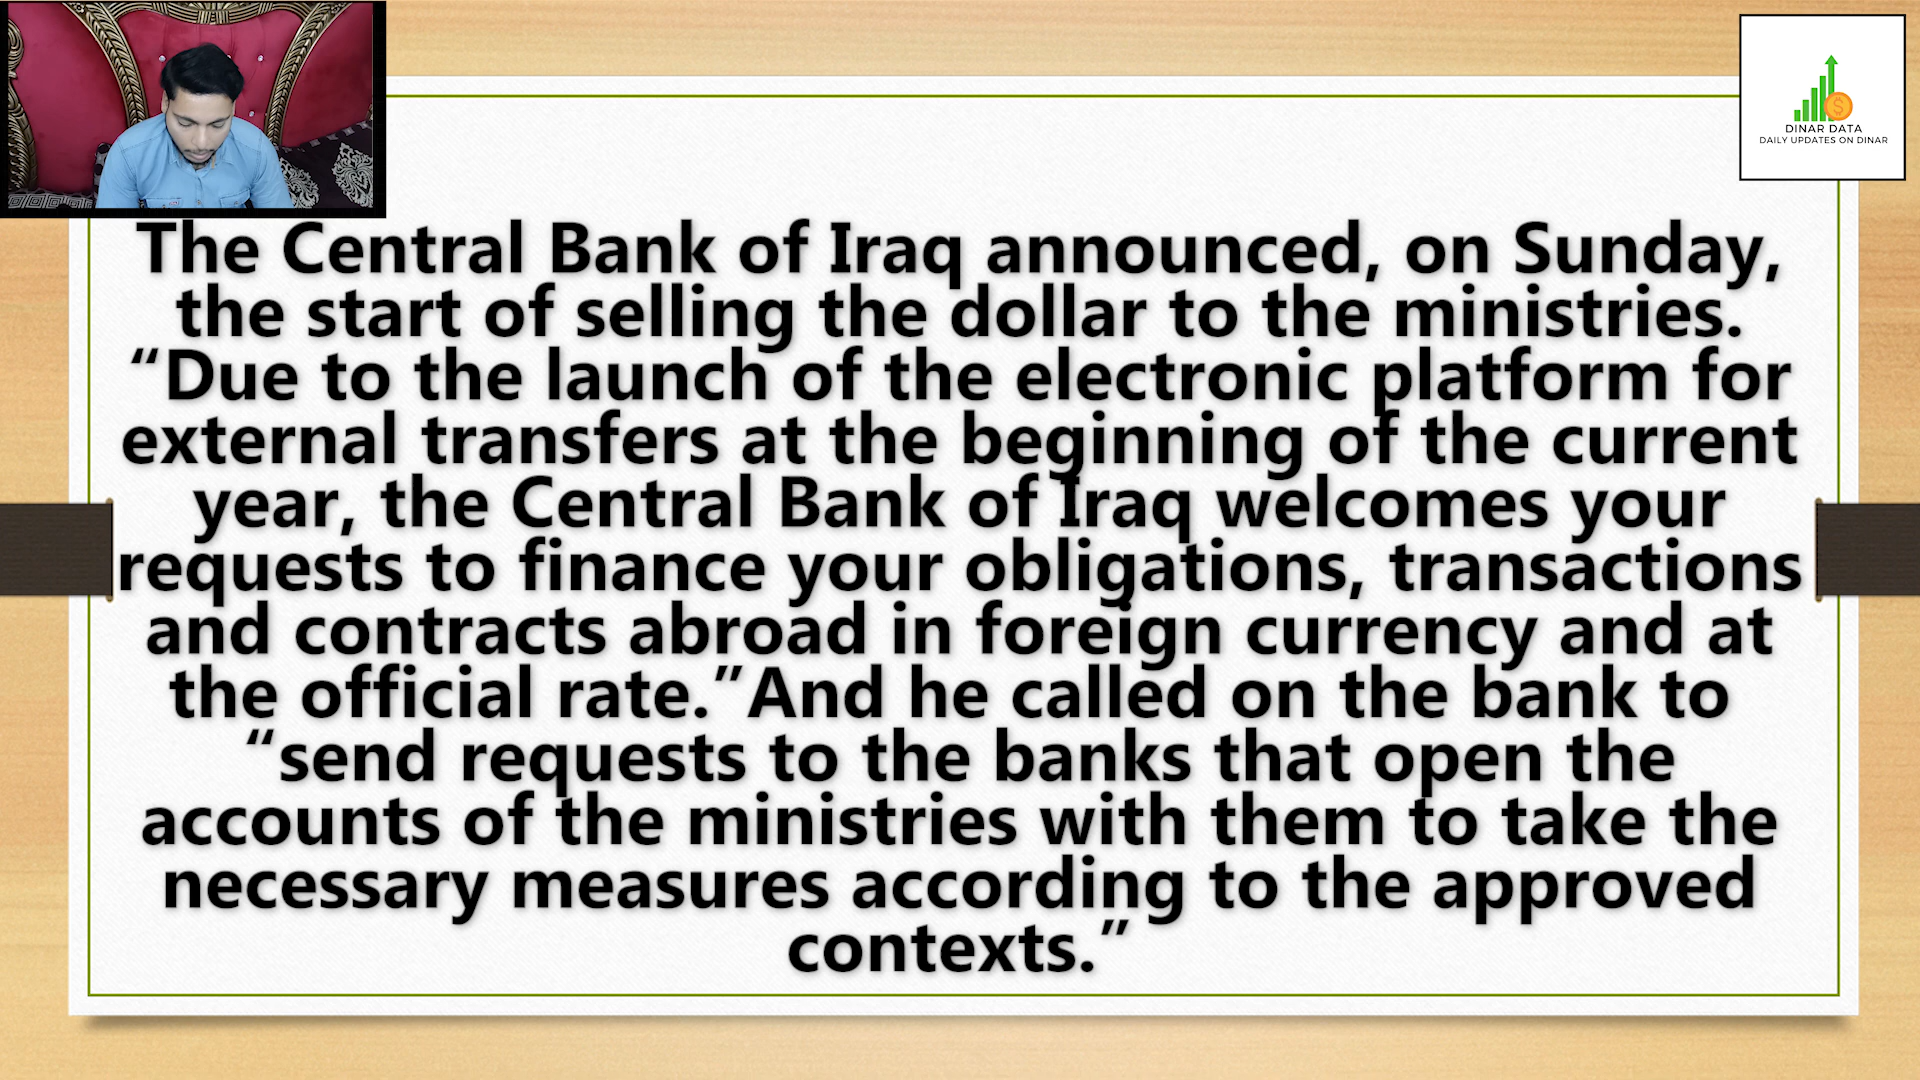 DINAR DATA
DAILY UPDATES ON DINAR
The Central Bank of Iraq announced, on Sunday,
the start of selling the dollar to the ministries.
“Due to the launch of the electronic platform for
external transfers at the beginning of the current
year, the Central Bank of Iraq welcomes your
requests to finance your obligations, transactions
and contracts abroad in foreign currency and at
the official rate.”And he called on the bank to
“send requests to the banks that open the
accounts of the ministries with them to take the
necessary measures according to the approved
contexts.”